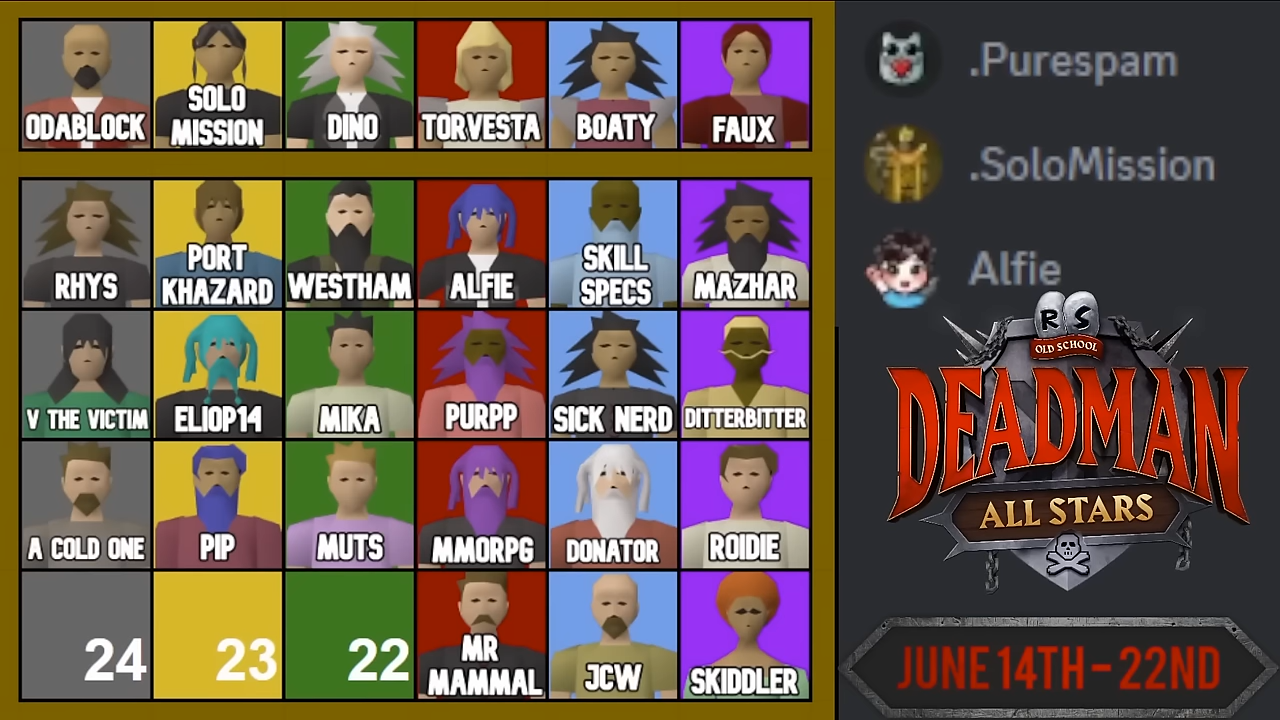 ODABLOCK
SOLO
MISSION
DINO
TORVESTA
BOATY
FAUX
RHYS
PORT
KHAZARD
WESTHAM
ALFIE
SKILL
SPECS
MAZHAR
V THE VICTIM
ELIOP14
MIKA
PURPP
SICK NERD
DITTERBITTER
A COLD ONE
PIP
MUTS
MMORPG
DONATOR
ROIDIE
24
23
22
MR
MAMMAL
JCW
SKIDDLER
.Purespam
.SoloMission
Alfie
RS
OLD SCHOOL
DEADMAN
ALL STARS
JUNE 14TH – 22ND